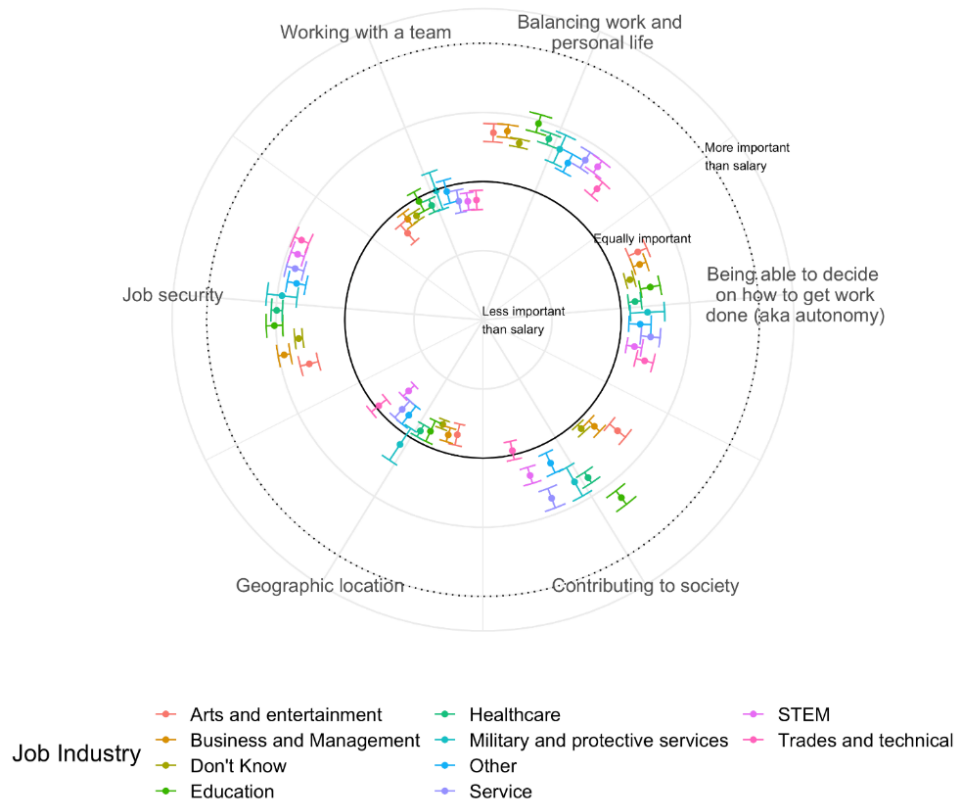 Balancing work and
personal life
Working with a team
More important
than salary
Equally important
Being able to decide
on how to get work
done (aka autonomy)
Job security
Less important
than salary
Geographic location
Contributing to society
Job Industry
Arts and entertainment
Business and Management
Don't Know
Education
Healthcare
Military and protective services
Other
Service
STEM
Trades and technical